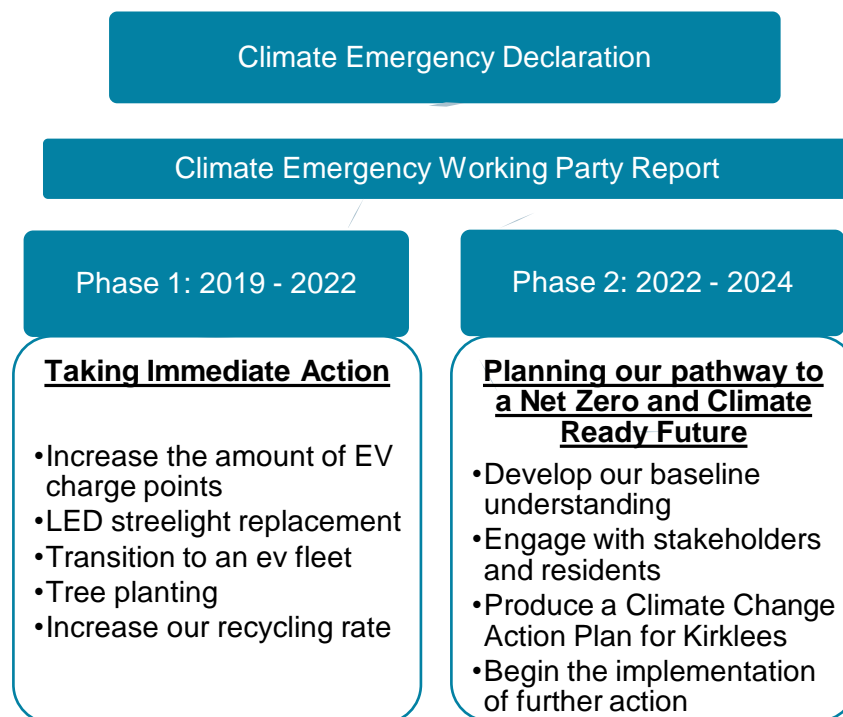 Climate Emergency Declaration
Climate Emergency Working Party Report
Phase 1: 2019 - 2022
Taking Immediate Action
•Increase the amount of EV
charge points
•LED streelight replacement
•Transition to an ev fleet
•Tree planting
•Increase our recycling rate
Phase 2: 2022 - 2024
Planning our pathway to
a Net Zero and Climate
Ready Future
•Develop our baseline
understanding
•Engage with stakeholders
and residents
•Produce a Climate Change
Action Plan for Kirklees
•Begin the implementation
of further action